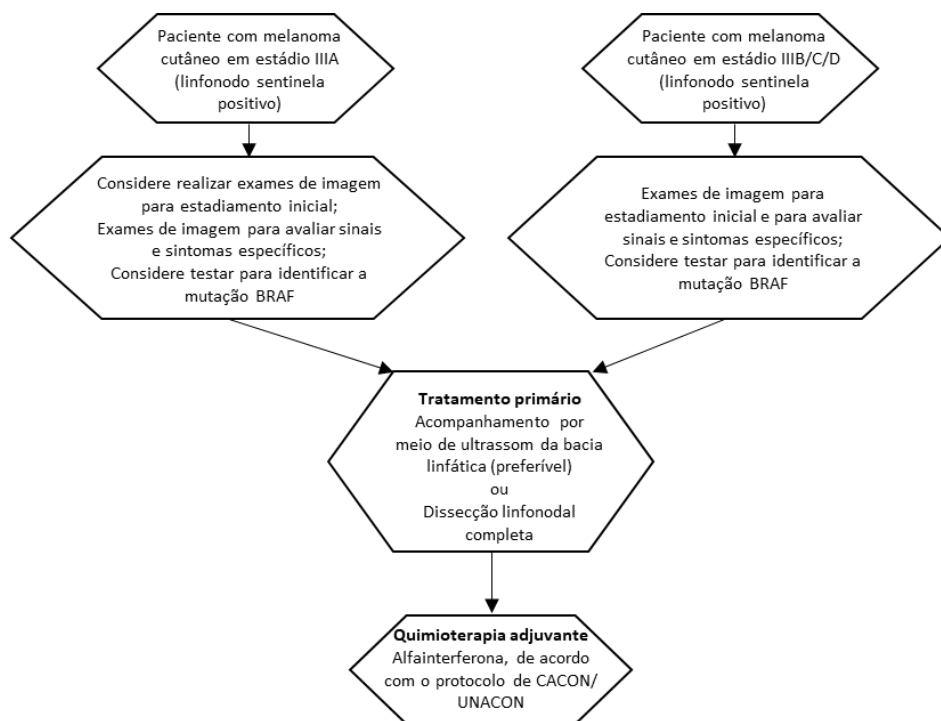 Paciente com melanoma
cutâneo em estádio IIIA
(linfonodo sentinela
positivo)
Paciente com melanoma
cutâneo em estádio IIIB/C/D
(linfonodo sentinela
positivo)
Considere realizar exames de imagem
para estadiamento inicial;
Exames de imagem para avaliar sinais
e sintomas específicos;
Considere testar para identificar a
mutação BRAF
Exames de imagem para
estadiamento inicial e para avaliar
sinais e sintomas específicos;
Considere testar para identificar a
mutação BRAF
Tratamento primário
Acompanhamento por
meio de ultrassom da bacia
linfática (preferível)
ou
Dissecção linfonodal
completa
Quimioterapia adjuvante
Alfainterferona, de acordo
com o protocolo de CACON/
UNACON